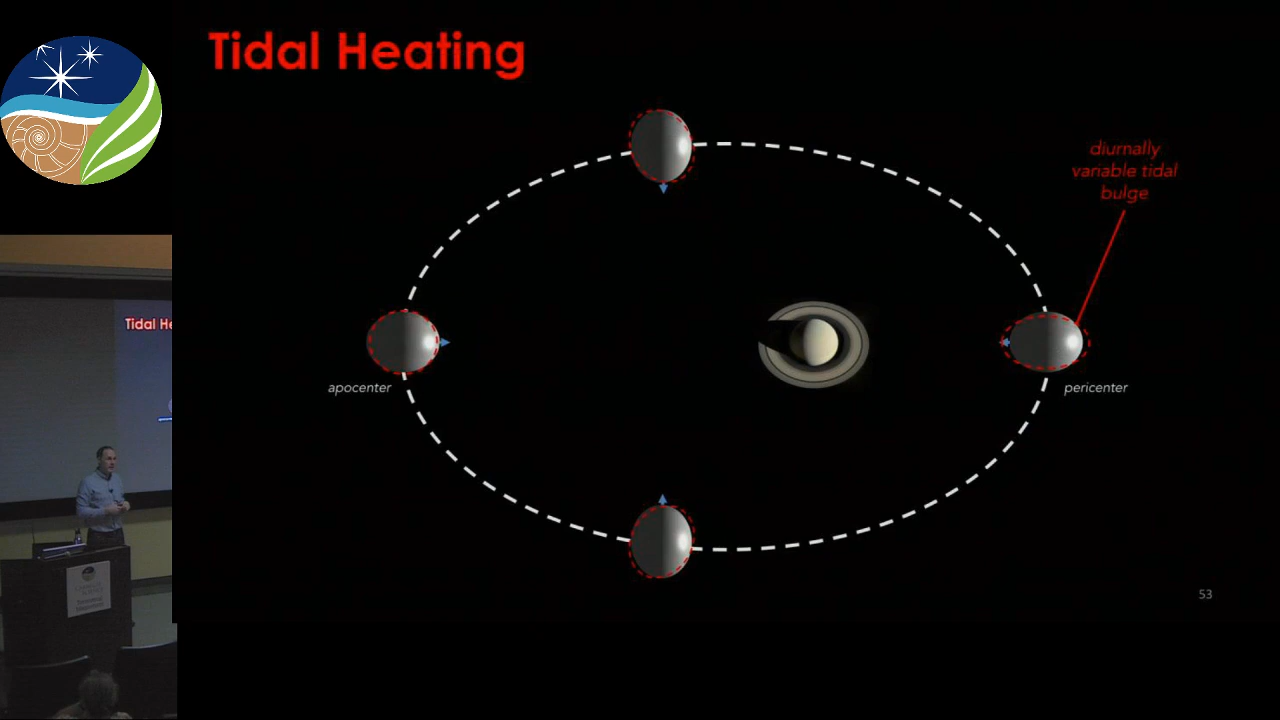 Tidal Heating
diurnally
variable tidal
bulge
apocenter
pericenter
53
Tidal He